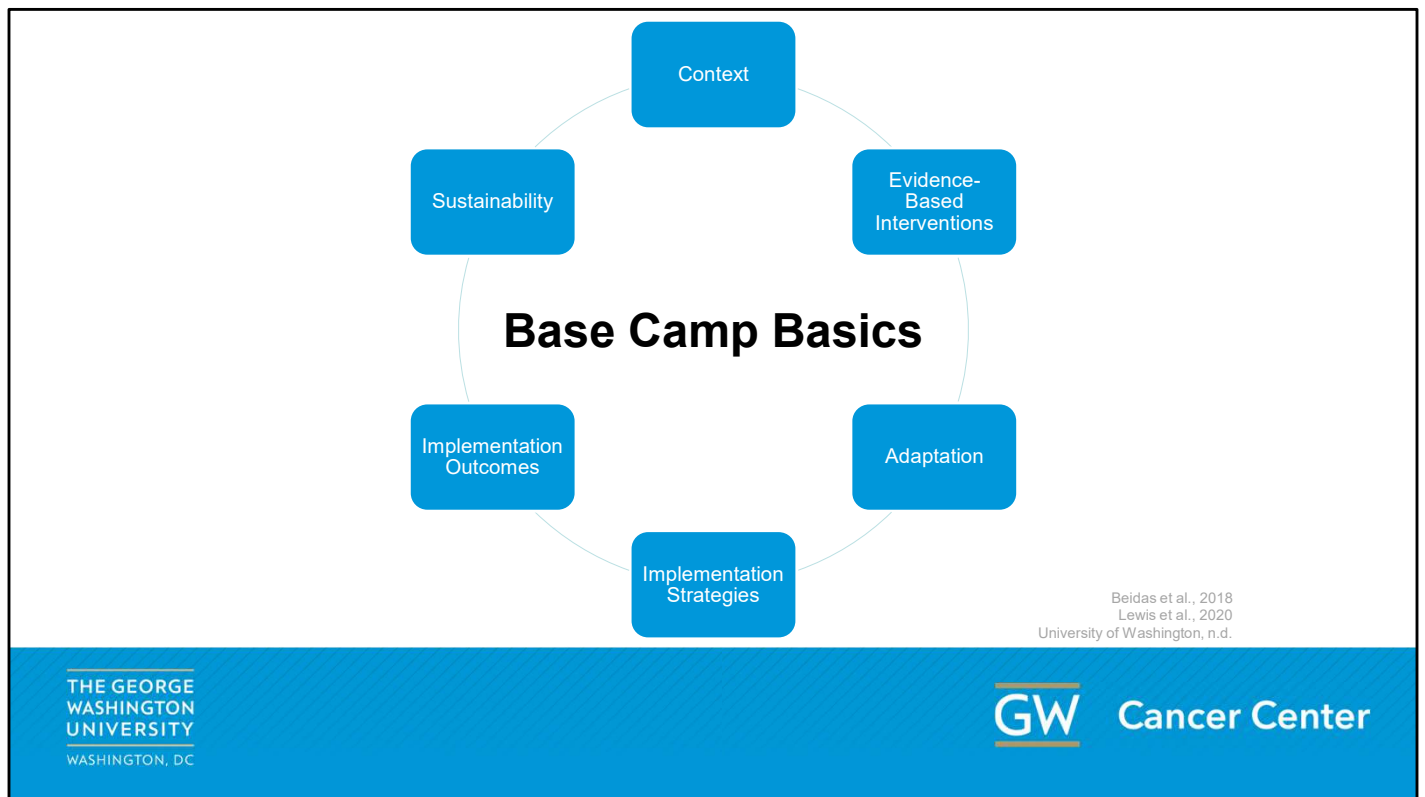 Context
Evidence-
Based
Interventions
Adaptation
Implementation
Strategies
Implementation
Outcomes
Sustainability
Base Camp Basics
Beidas et al., 2018
Lewis et al., 2020
University of Washington, n.d.
THE GEORGE
WASHINGTON
UNIVERSITY
WASHINGTON, DC
GW Cancer Center